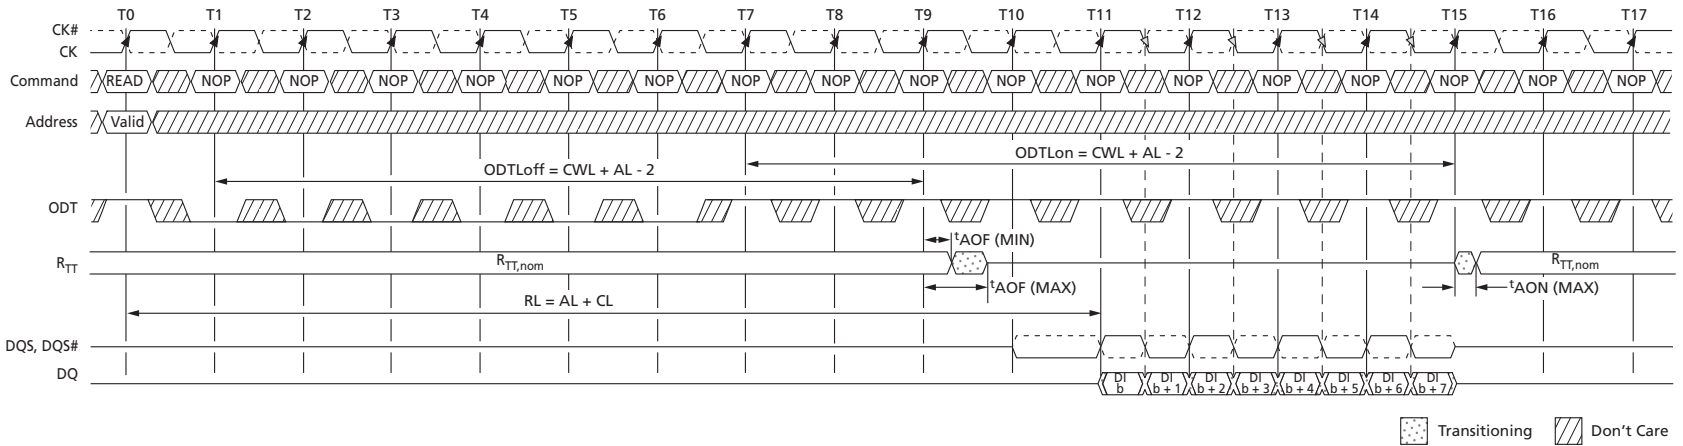 T0 T1 T2 T3 T4 T5 T6 T7 T8 T9 T10 T11 T12 T13 T14 T15 T16 T17
CK#
CK
Command READ NOP NOP NOP NOP NOP NOP NOP NOP NOP NOP NOP NOP NOP NOP NOP NOP NOP
Address Valid
ODTLon = CWL + AL - 2
ODTLoff = CWL + AL - 2
ODT
tAOF (MIN)
RTT RTT,nom RTT,nom
tAOF (MAX) tAON (MAX)
RL = AL + CL
DQS, DQS#
DQ
DI b DI b + 1 DI b + 2 DI b + 3 DI b + 4 DI b + 5 DI b + 6 DI b + 7
Transitioning Don't Care